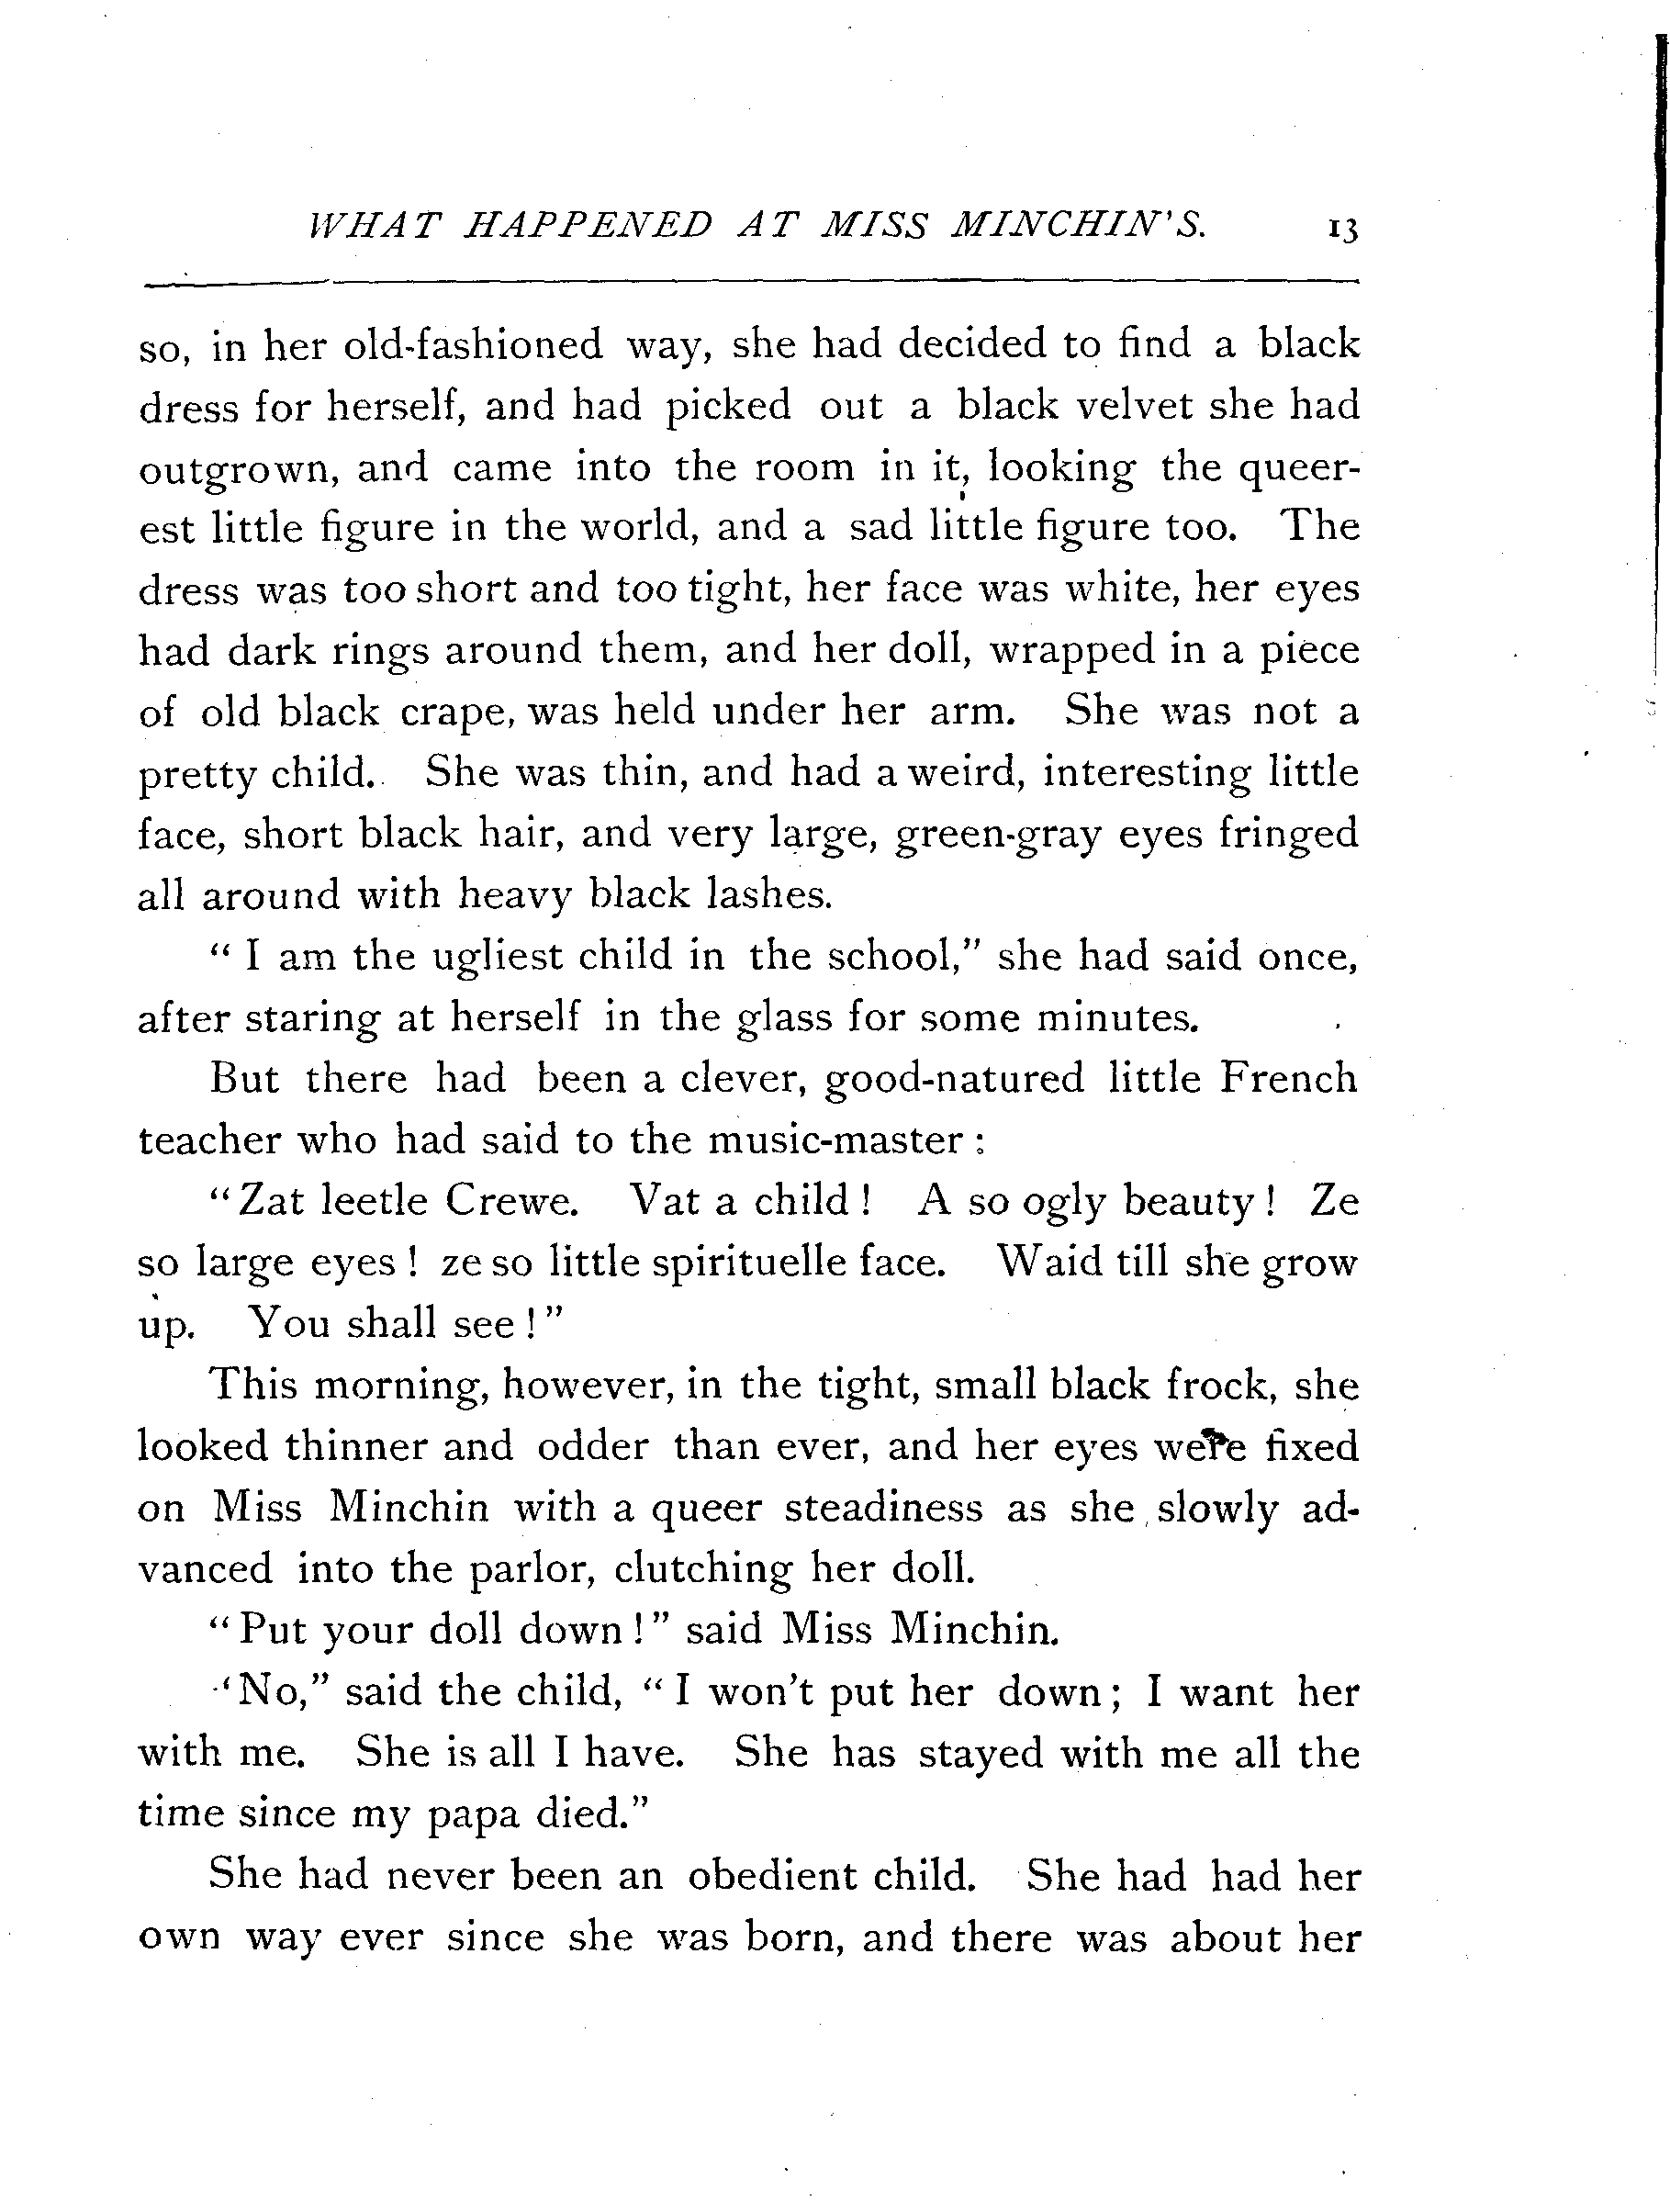 WHAT HAPPENED AT MISS MINCHIN'S. 13
so, in her old-fashioned way, she had decided to find a black
dress for herself, and had picked out a black velvet she had
outgrown, and came into the room in it, looking the queer-
est little figure in the world, and a sad little figure too. The
dress was too short and too tight, her face was white, her eyes
had dark rings around them, and her doll, wrapped in a piece
of old black crape, was held under her arm. She was not a
pretty child. She was thin, and had a weird, interesting little
face, short black hair, and very large, green-gray eyes fringed
all around with heavy black lashes.
" I am the ugliest child in the school," she had said once,
after staring at herself in the glass for some minutes.
But there had been a clever, good-natured little French
teacher who had said to the music-master :
" Zat leetle Crewe. Vat a child ! A so ogly beauty ! Ze
so large eyes ! ze so little spirituelle face. Waid till she grow
up. You shall see ! "
This morning, however, in the tight, small black frock, she
looked thinner and odder than ever, and her eyes were fixed
on Miss Minchin with a queer steadiness as she slowly ad-
vanced into the parlor, clutching her doll.
" Put your doll down ! " said Miss Minchin.
" No," said the child, " I won't put her down ; I want her
with me. She is all I have. She has stayed with me all the
time since my papa died."
She had never been an obedient child. She had had her
own way ever since she was born, and there was about her